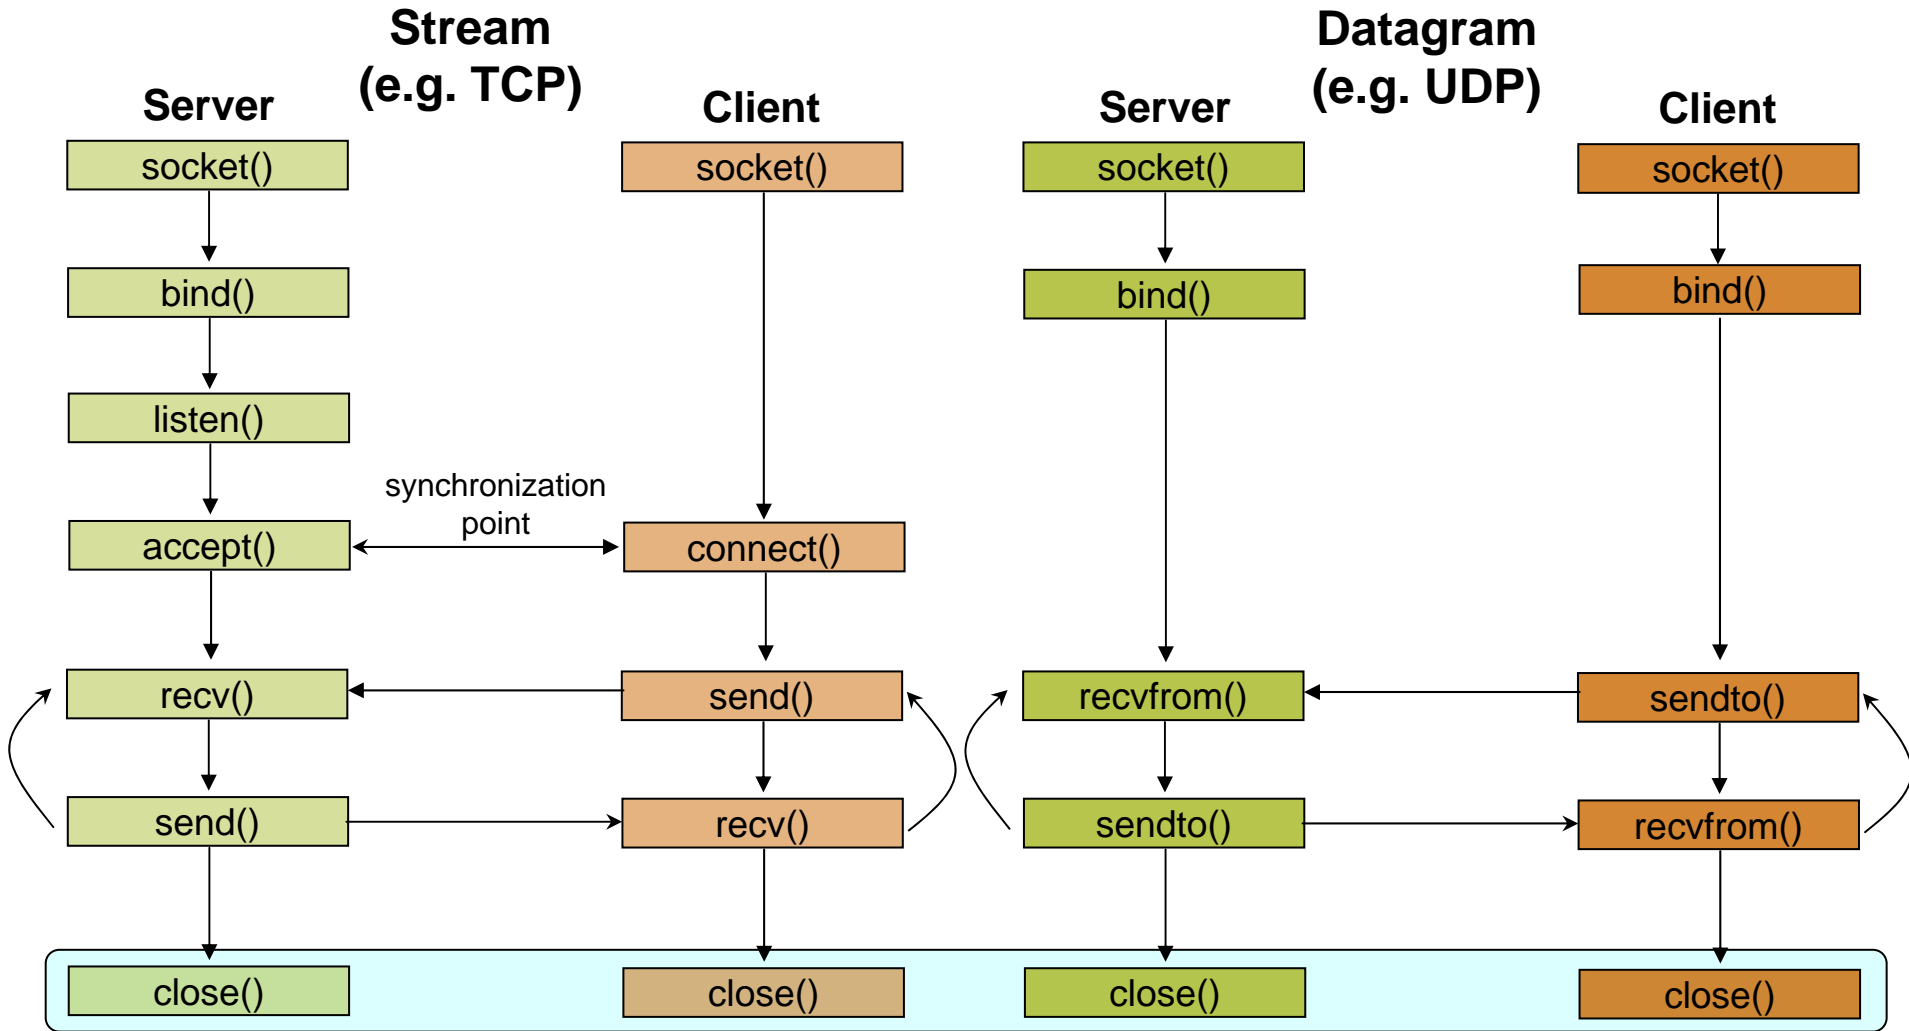 Stream
(e.g. TCP)
Server
Client
socket()
socket()
bind()
listen()
synchronization
point
accept()
connect()
recv()
send()
send()
recv()
close()
close()
Datagram
(e.g. UDP)
Server
Client
socket()
socket()
bind()
bind()
recvfrom()
sendto()
sendto()
recvfrom()
close()
close()